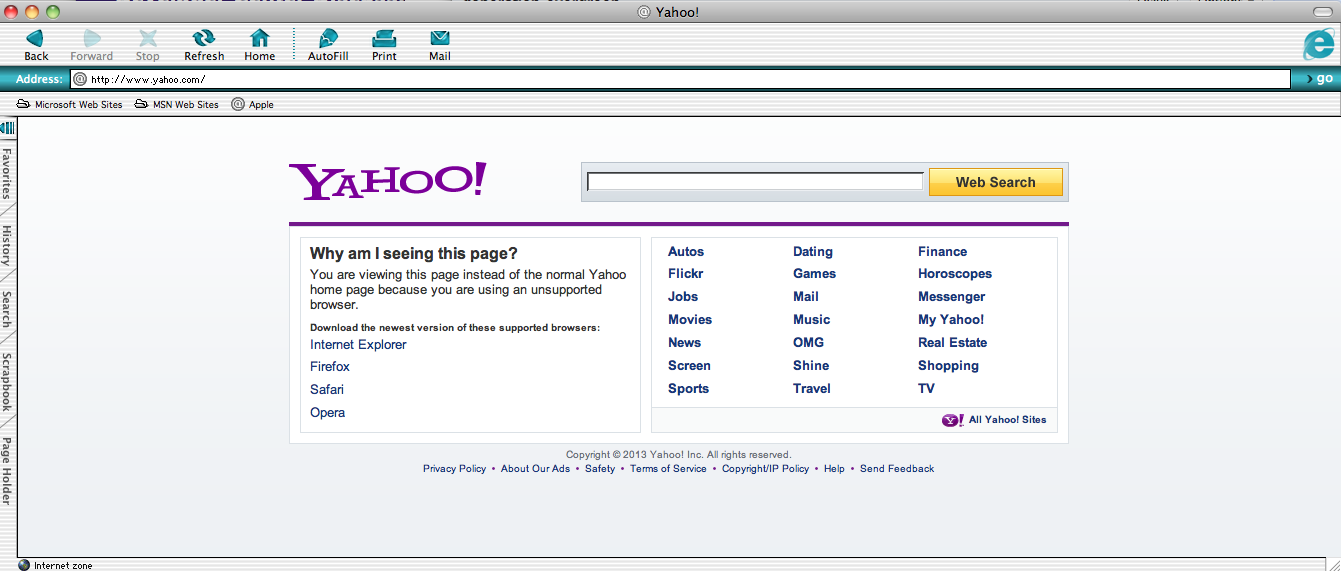 Yahoo!
Back Forward Stop Refresh Home AutoFill Print Mail
Address: http://www.yahoo.com/ › go
Microsoft Web Sites MSN Web Sites Apple
Favorites
History
Search
Scrapbook
Page Holder
YAHOO! Web Search
Why am I seeing this page?
You are viewing this page instead of the normal Yahoo
home page because you are using an unsupported
browser.
Download the newest version of these supported browsers:
Internet Explorer
Firefox
Safari
Opera
Autos Dating Finance
Flickr Games Horoscopes
Jobs Mail Messenger
Movies Music My Yahoo!
News OMG Real Estate
Screen Shine Shopping
Sports Travel TV
Y! All Yahoo! Sites
Copyright © 2013 Yahoo! Inc. All rights reserved.
Privacy Policy • About Our Ads • Safety • Terms of Service • Copyright/IP Policy • Help • Send Feedback
Internet zone